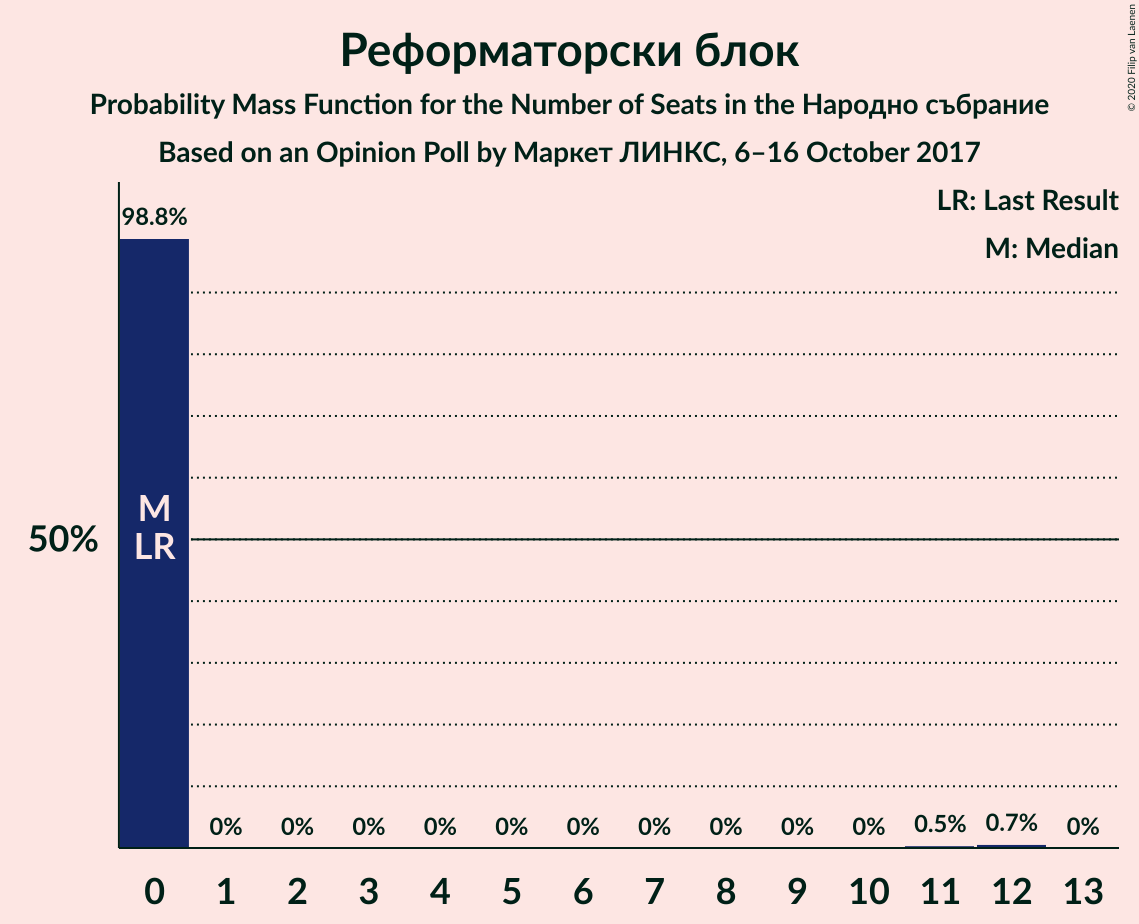 © 2020 Filip van Laenen
Реформаторски блок
Probability Mass Function for the Number of Seats in the Народно събрание
Based on an Opinion Poll by Маркет ЛИНКС, 6–16 October 2017
LR: Last Result
M: Median
98.8%
M
LR
50%
0% 0% 0% 0% 0% 0% 0% 0% 0% 0% 0.5% 0.7% 0%
0 1 2 3 4 5 6 7 8 9 10 11 12 13